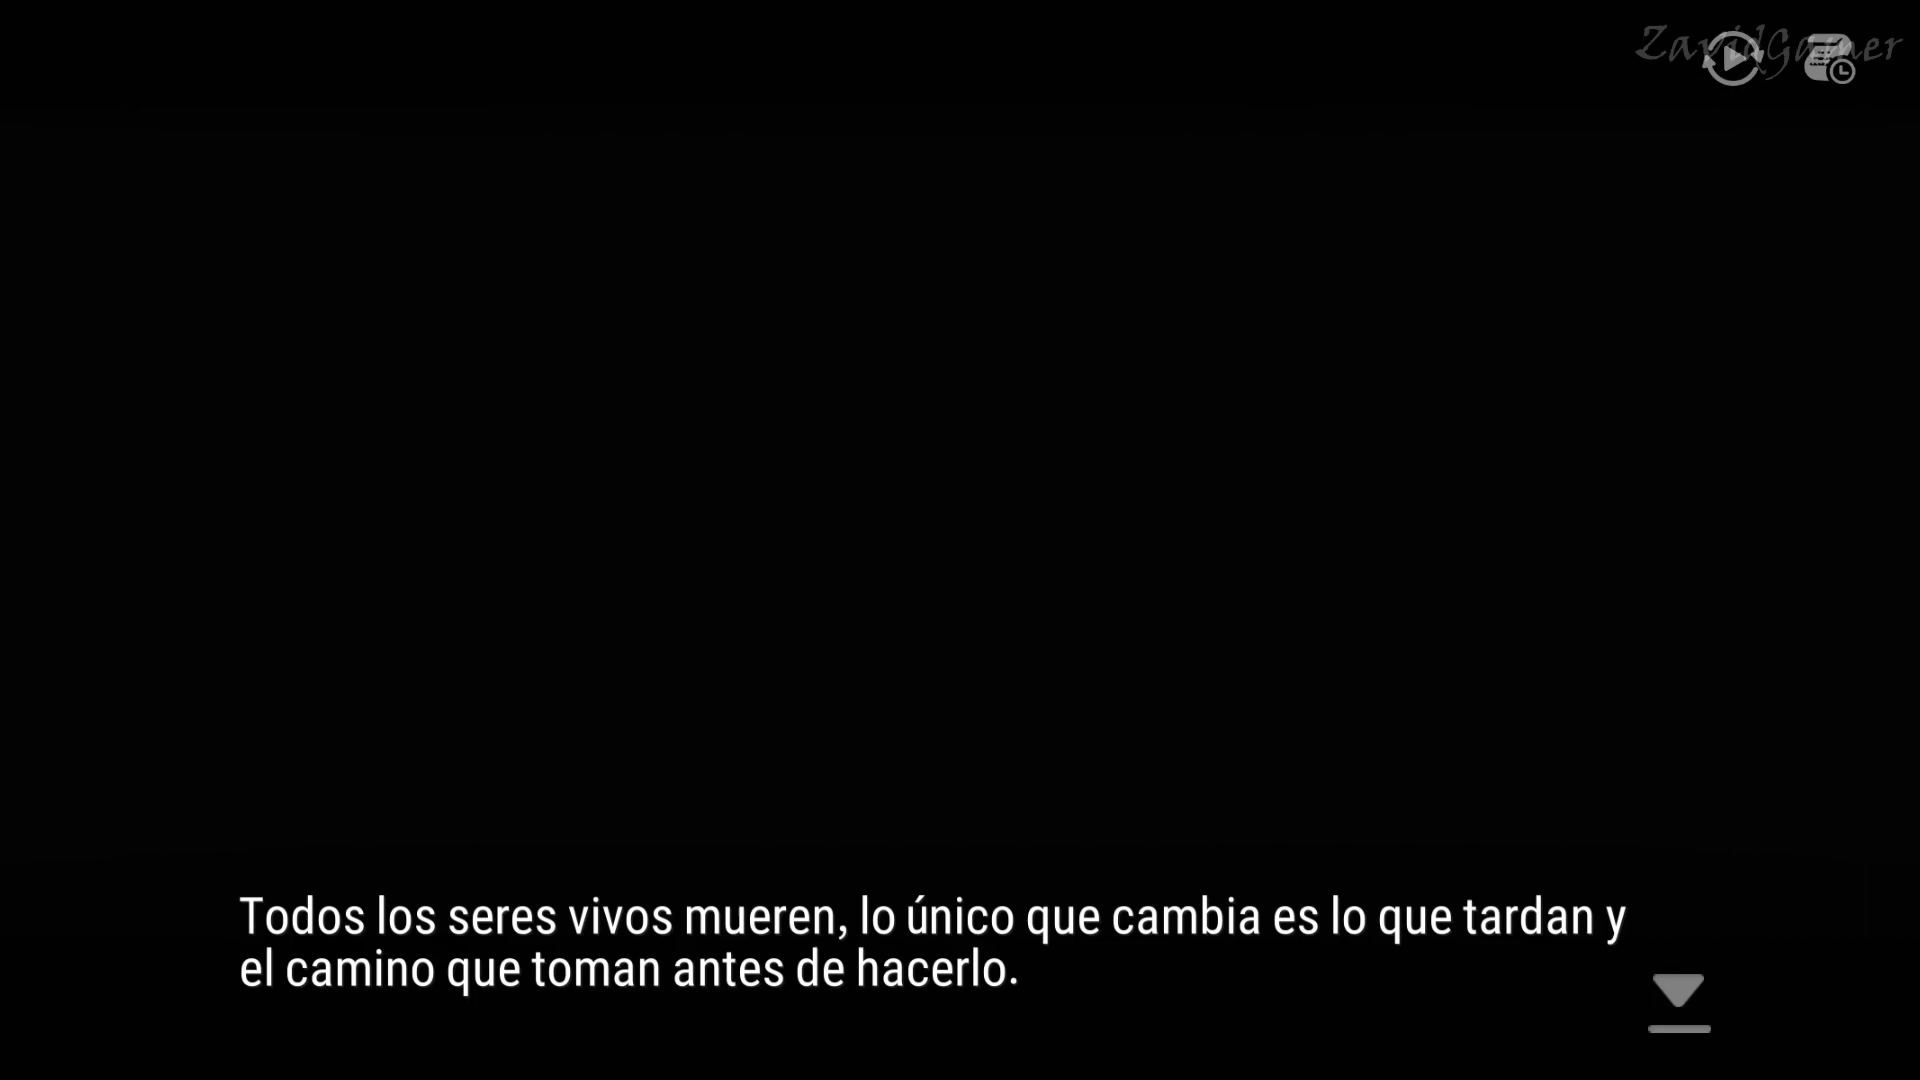 ZavidGamer
Todos los seres vivos mueren, lo único que cambia es lo que tardan y
el camino que toman antes de hacerlo.